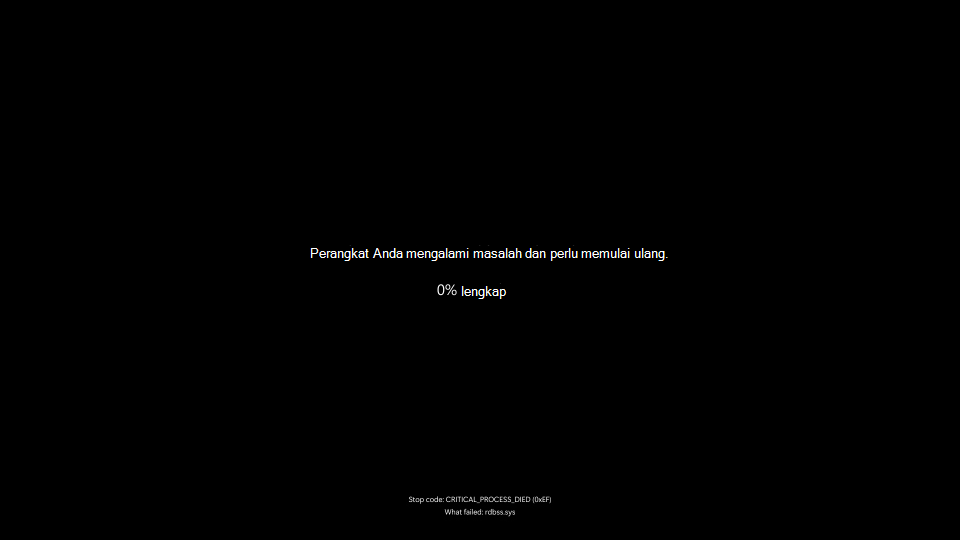 Perangkat Anda mengalami masalah dan perlu memulai ulang.
0% lengkap
Stop code: CRITICAL_PROCESS_DIED (0xEF)
What failed: rdbss.sys